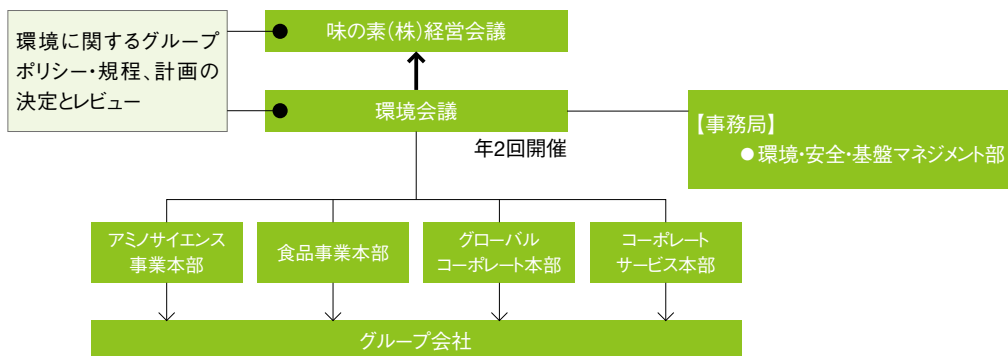 環境に関するグループ
ポリシー・規程、計画の
決定とレビュー
味の素(株)経営会議
環境会議
年2回開催
【事務局】
●環境・安全・基盤マネジメント部
アミノサイエンス
事業本部
食品事業本部
グローバル
コーポレート本部
コーポレート
サービス本部
グループ会社